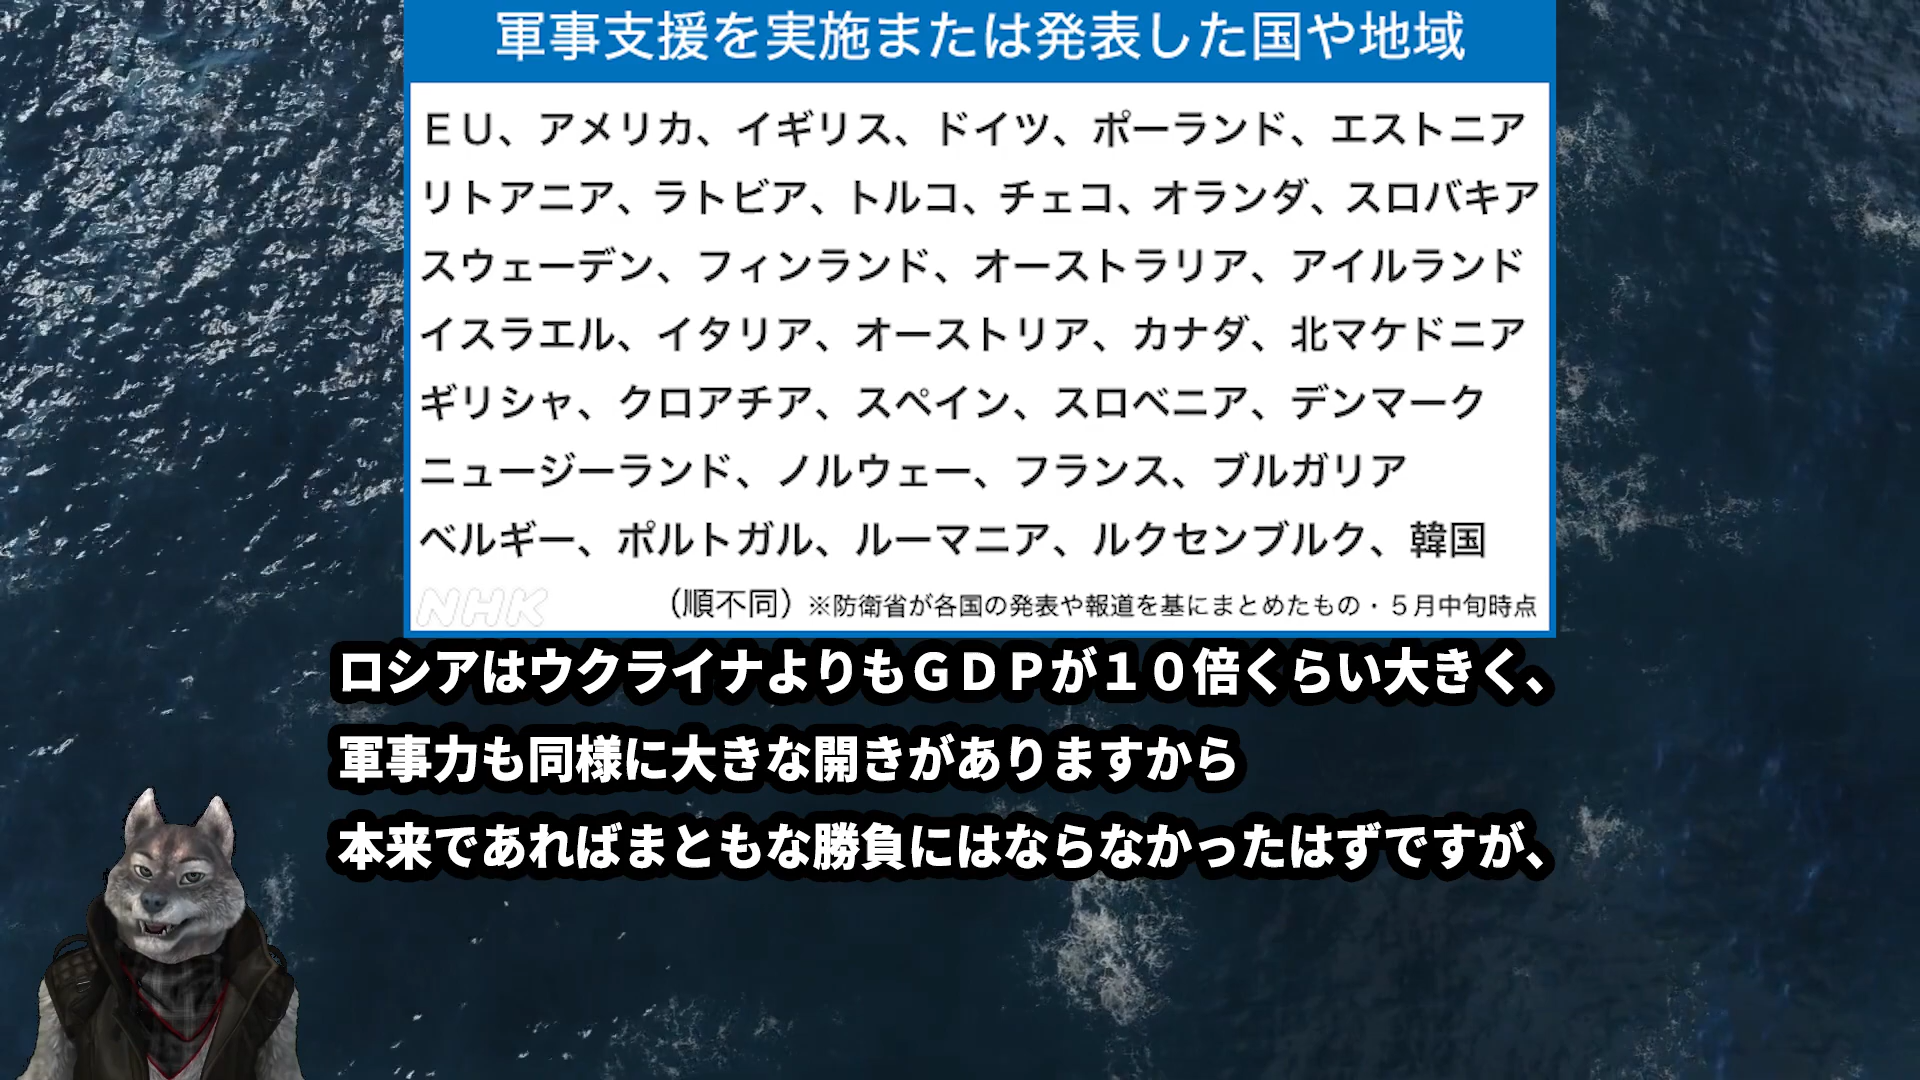 軍事支援を実施または発表した国や地域
ＥＵ、アメリカ、イギリス、ドイツ、ポーランド、エストニア
リトアニア、ラトビア、トルコ、チェコ、オランダ、スロバキア
スウェーデン、フィンランド、オーストラリア、アイルランド
イスラエル、イタリア、オーストリア、カナダ、北マケドニア
ギリシャ、クロアチア、スペイン、スロベニア、デンマーク
ニュージーランド、ノルウェー、フランス、ブルガリア
ベルギー、ポルトガル、ルーマニア、ルクセンブルク、韓国
NHK （順不同）※防衛省が各国の発表や報道を基にまとめたもの・５月中旬時点
ロシアはウクライナよりもＧＤＰが１０倍くらい大きく、
軍事力も同様に大きな開きがありますから
本来であればまともな勝負にはならなかったはずですが、